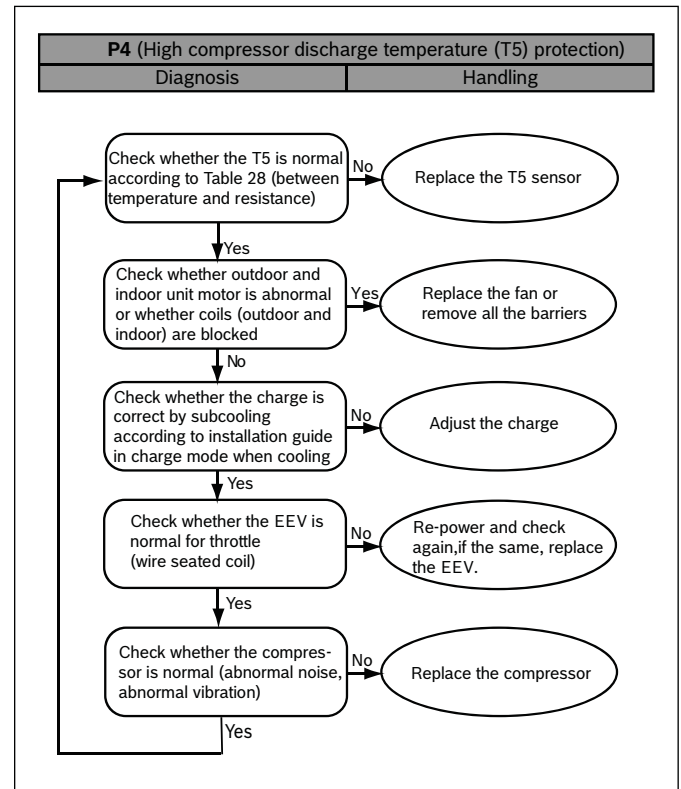 P4 (High compressor discharge temperature (T5) protection)
Diagnosis
Handling
Check whether the T5 is normal
according to Table 28 (between
temperature and resistance)
No
Replace the T5 sensor
Yes
Check whether outdoor and
indoor unit motor is abnormal
or whether coils (outdoor and
indoor) are blocked
Yes
Replace the fan or
remove all the barriers
No
Check whether the charge is
correct by subcooling
according to installation guide
in charge mode when cooling
No
Adjust the charge
Yes
Check whether the EEV is
normal for throttle
(wire seated coil)
No
Re-power and check
again,if the same, replace
the EEV.
Yes
Check whether the compres-
sor is normal (abnormal noise,
abnormal vibration)
No
Replace the compressor
Yes